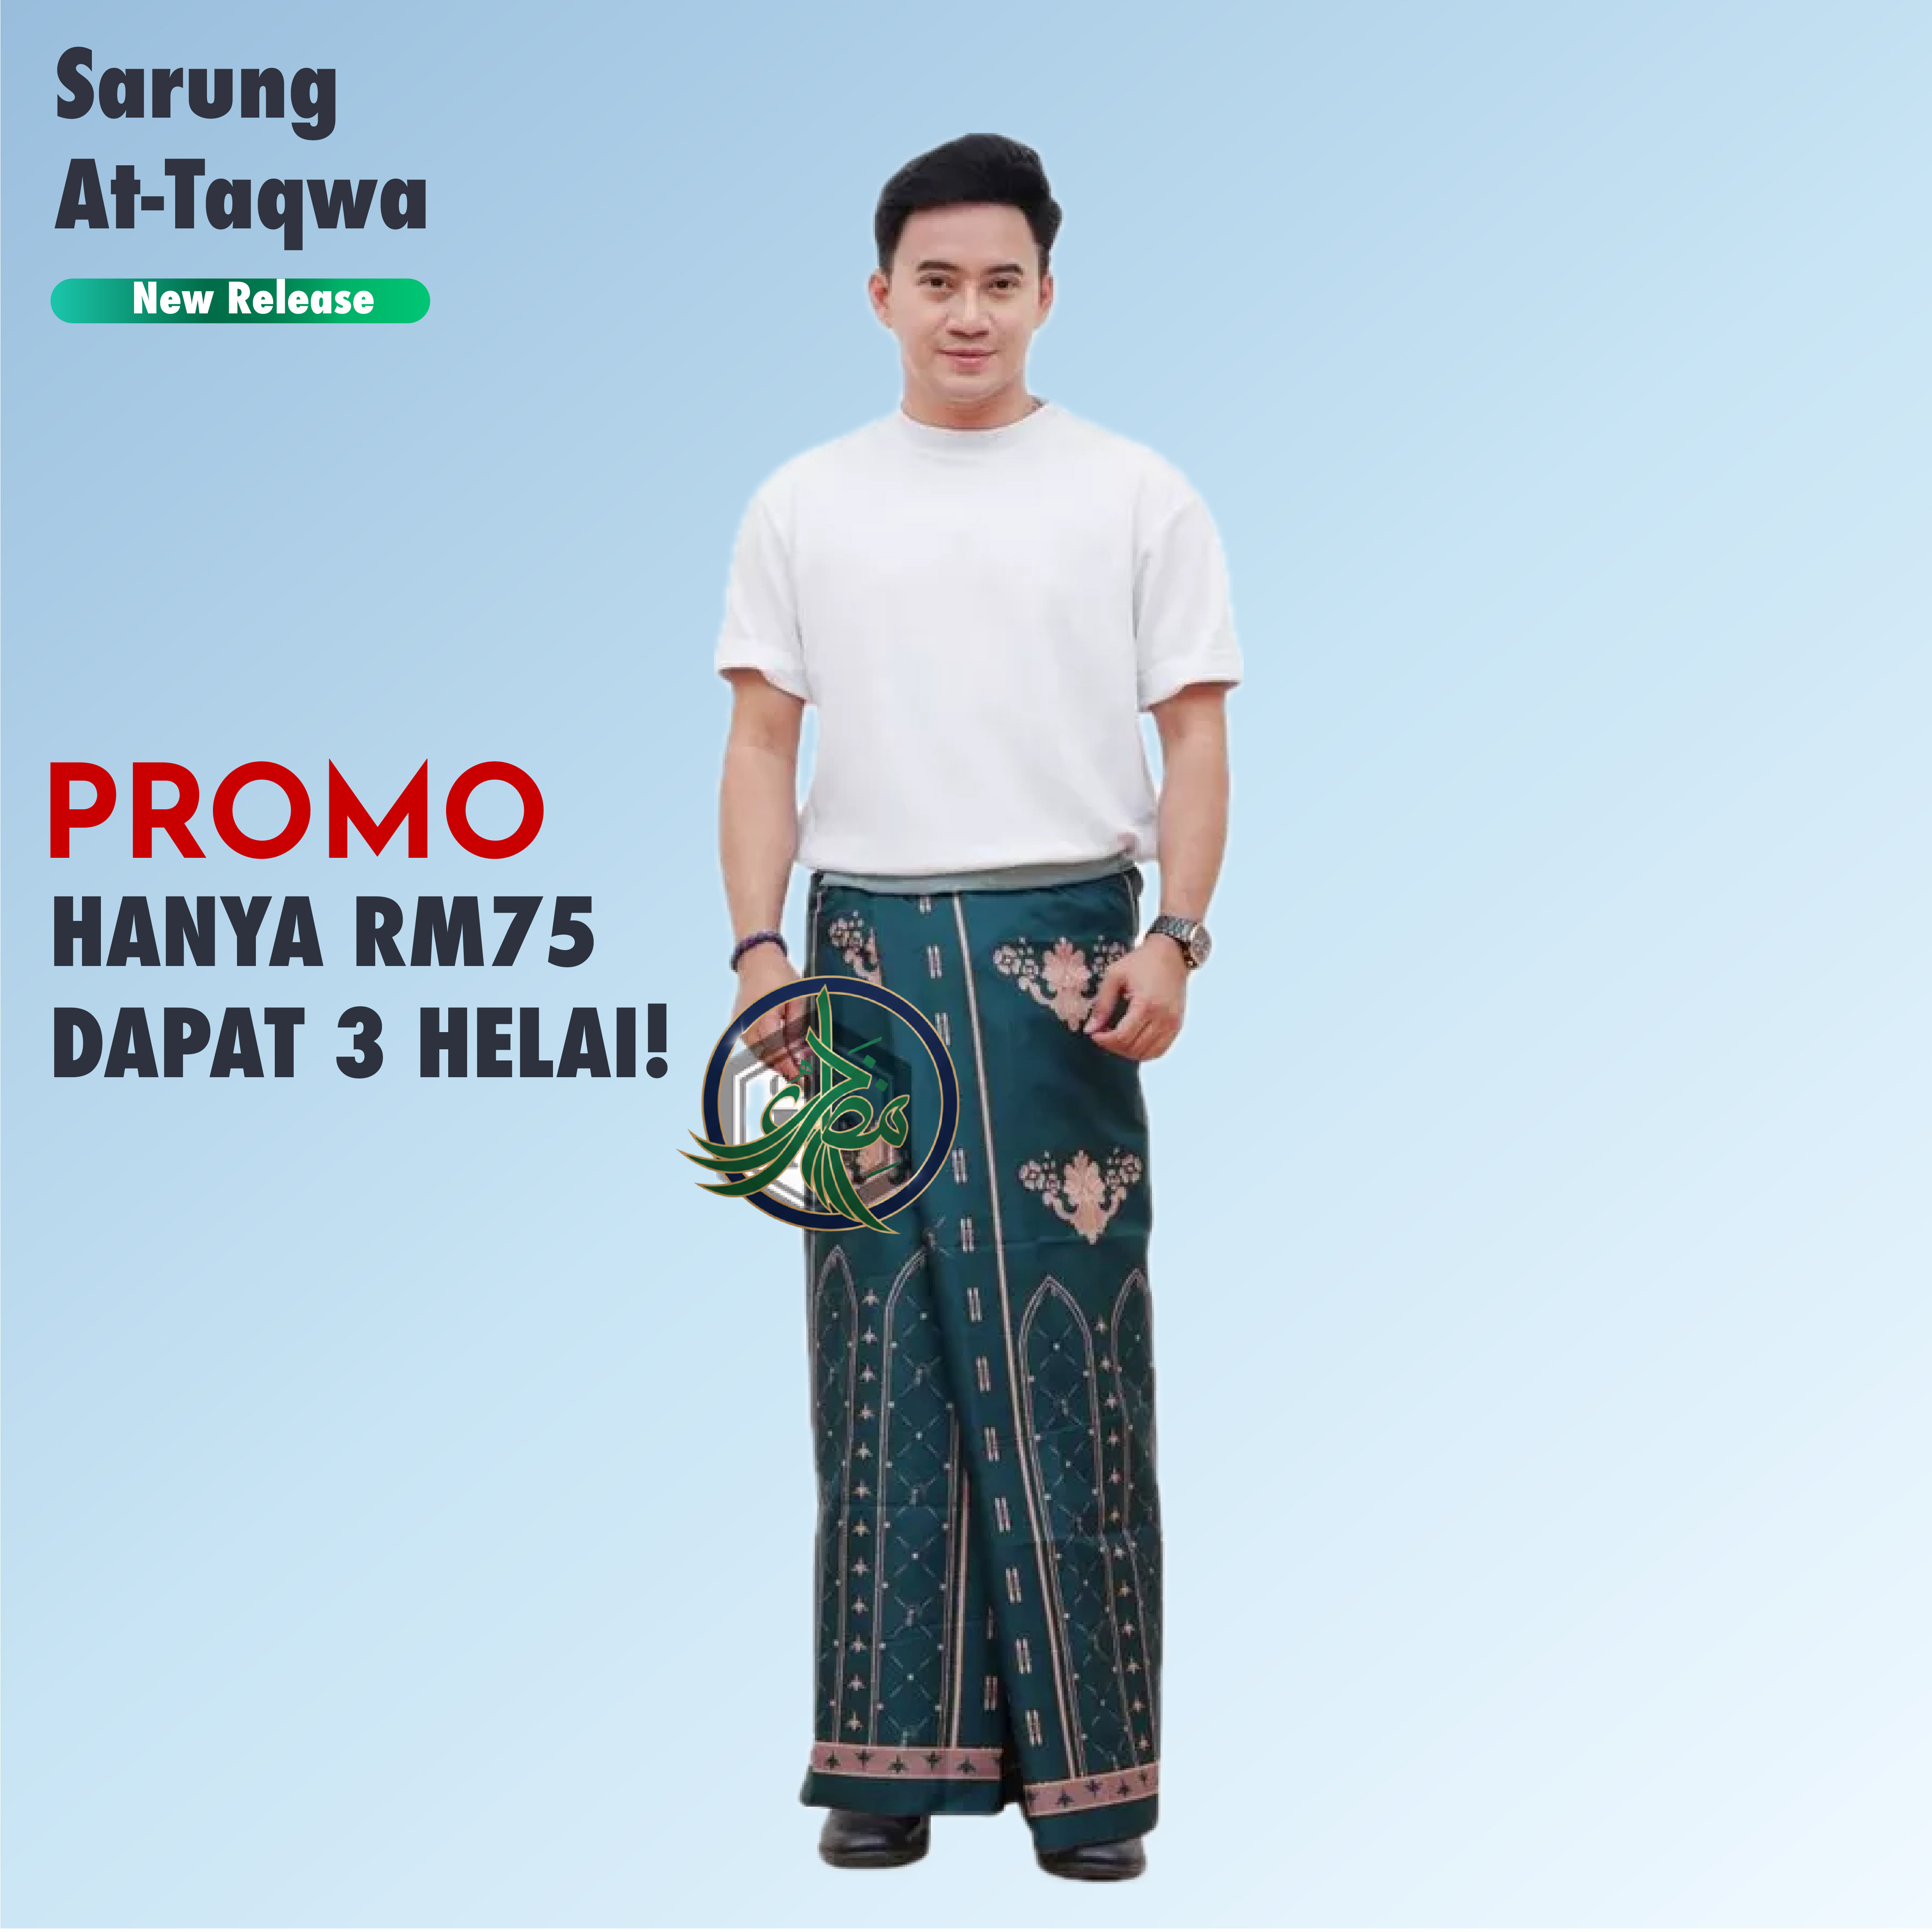 Sarung
At-Taqwa
New Release
PROMO
HANYA RM75
DAPAT 3 HELAI!